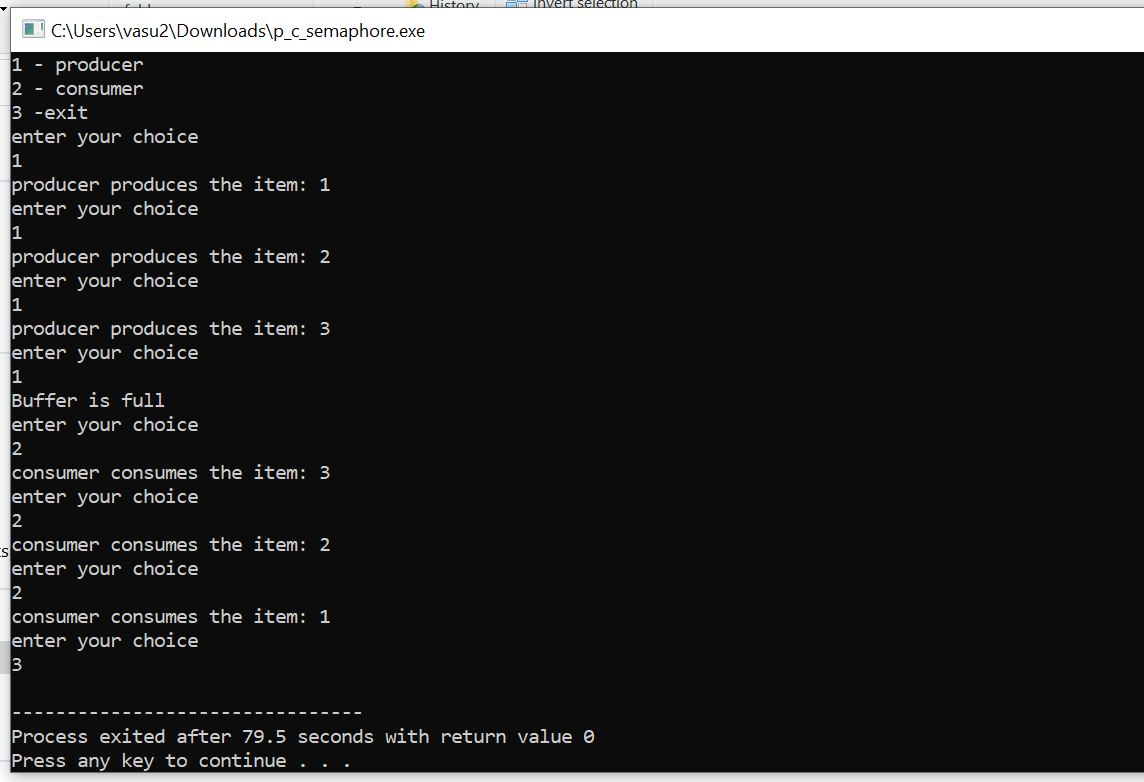 History
Invert selection
C:\Users\vasu2\Downloads\p_c_semaphore.exe
1 - producer
2 - consumer
3 -exit
enter your choice
1
producer produces the item: 1
enter your choice
1
producer produces the item: 2
enter your choice
1
producer produces the item: 3
enter your choice
1
Buffer is full
enter your choice
2
consumer consumes the item: 3
enter your choice
2
consumer consumes the item: 2
enter your choice
2
consumer consumes the item: 1
enter your choice
3
--------------------------------
Process exited after 79.5 seconds with return value 0
Press any key to continue . . .